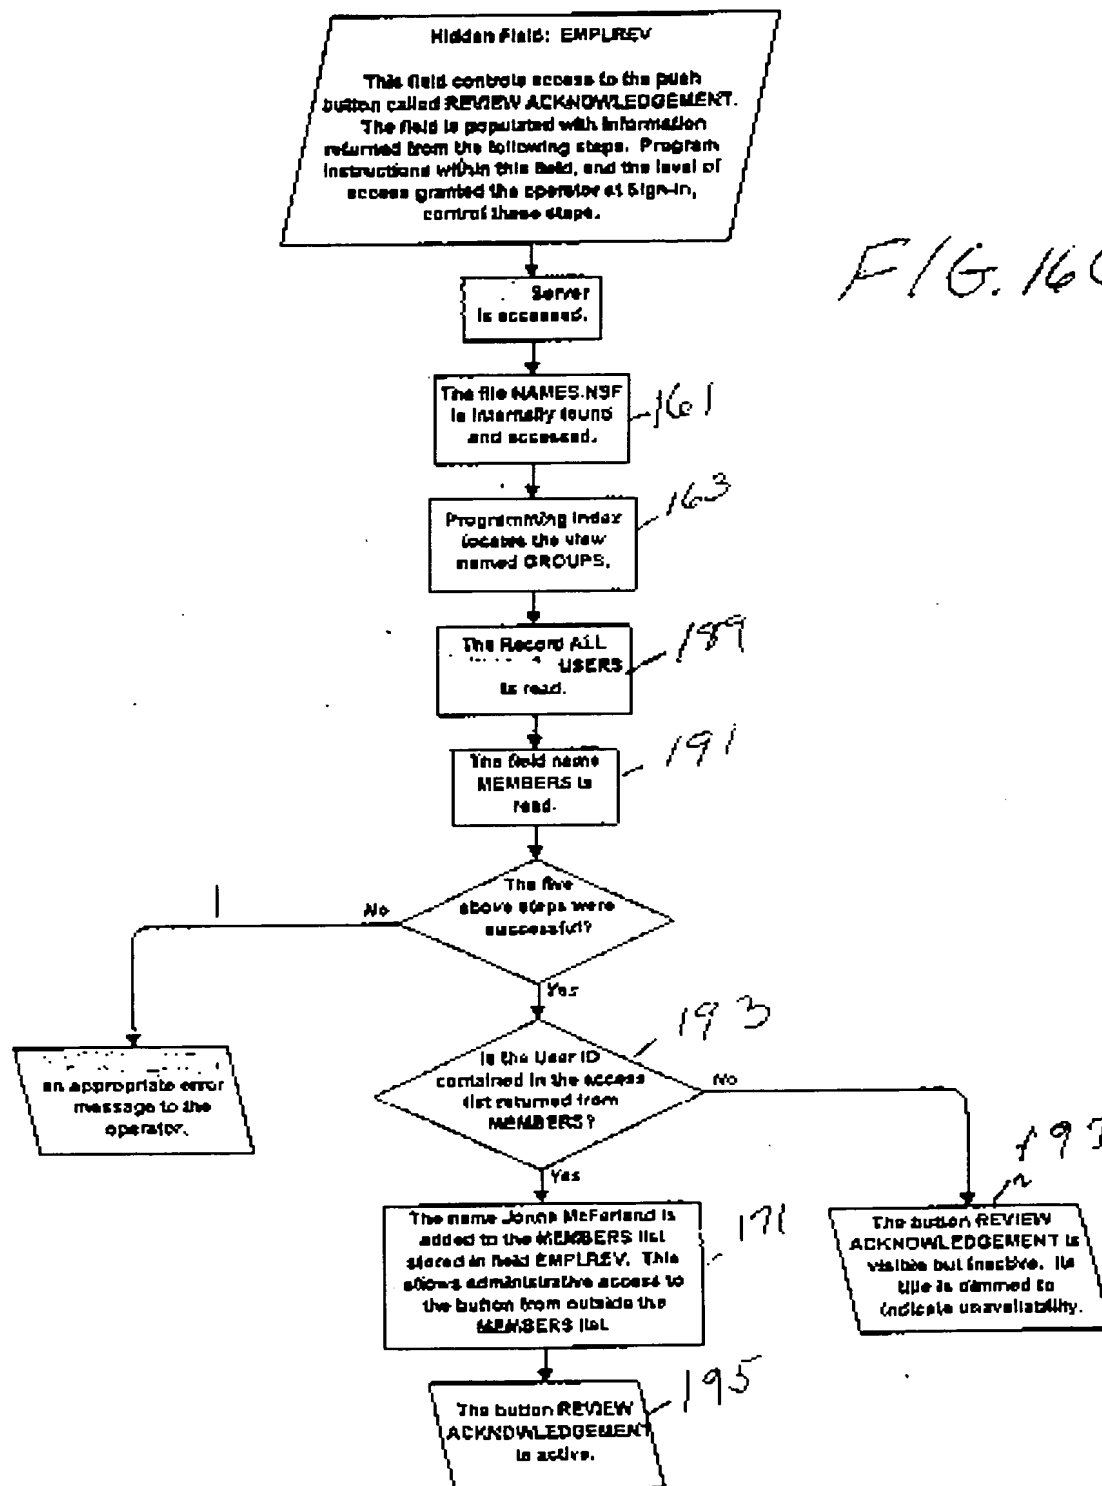 Hidden Field: EMPLREV
This field controls access to the push
button called REVIEW ACKNOWLEDGEMENT.
The field is populated with information
returned from the following steps. Program
instructions within this field, and the level of
access granted the operator at Sign-in,
control these steps.
FIG. 16
Server
is accessed.
The file NAMES.NSF
is internally found
and accessed.
161
Programming index
locates the view
named GROUPS.
163
The Record ALL
USERS
is read.
189
The field name
MEMBERS is
read.
191
The five
above steps were
successful?
No
Yes
an appropriate error
message to the
operator.
Is the User ID
contained in the access
list returned from
MEMBERS?
193
No
Yes
The name Jonna McFarland is
added to the MEMBERS list
stored in field EMPLREV. This
allows administrative access to
the button from outside the
MEMBERS list
171
The button REVIEW
ACKNOWLEDGEMENT is
visible but inactive. Its
title is dimmed to
indicate unavailability.
The button REVIEW
ACKNOWLEDGEMENT
is active.
195